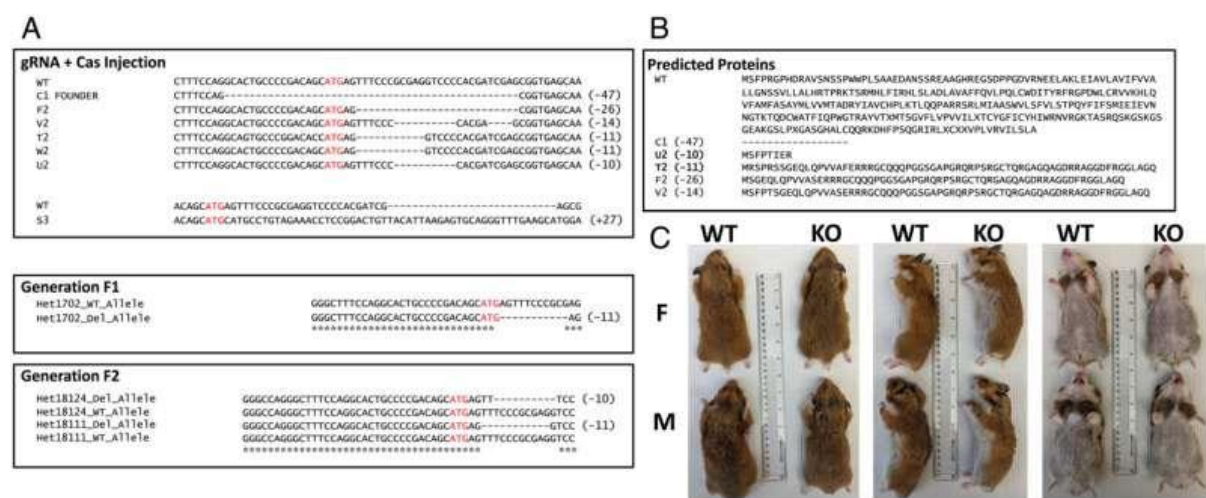 A
gRNA + Cas Injection
WT CTTTCCAGGCACTGCCCCGACAGCATGAGTTTCCCGCGAGGTCCCCACGATCGAGCGGTGAGCAA
C1 FOUNDER CTTTCCAG-----------------------------------------------CGGTGAGCAA (-47)
F2 CTTTCCAGGCACTGCCCCGACAGCATGAG--------------------------CGGTGAGCAA (-26)
V2 CTTTCCAGGCACTGCCCCGACAGCATGAGTTTCCC----------CACGA----GCGGTGAGCAA (-14)
T2 CTTTCCAGGCACTGCCCCGGACACCATGAG-----------GTCCCCACGATCGAGCGGTGAGCAA (-11)
W2 CTTTCCAGGCACTGCCCCGACAGCATGAG-----------GTCCCCACGATCGAGCGGTGAGCAA (-11)
U2 CTTTCCAGGCACTGCCCCGACAGCATGAGTTTCCC----------CACGATCGAGCGGTGAGCAA (-10)
WT ACAGCATGAGTTTCCCGCGAGGTCCCCACGATCG---------------------------AGCG
S3 ACAGCATGCATGCCTGTAGAAACCTCCGGACTGTTACATTAAGAGTGCAGGGTTTGAAGCATGGA (+27)
Generation F1
Het1702_WT_Allele GGGCTTTCCAGGCACTGCCCCGACAGCATGAGTTTCCCGCGAG
Het1702_Del_Allele GGGCTTTCCAGGCACTGCCCCGACAGCATG-----------AG (-11)
****************************** ***
Generation F2
Het18124_Del_Allele GGGCCAGGGCTTTCCAGGCACTGCCCCGACAGCATGAGTT----------TCC (-10)
Het18124_WT_Allele GGGCCAGGGCTTTCCAGGCACTGCCCCGACAGCATGAGTTTCCCGCGAGGTCC
Het18111_Del_Allele GGGCCAGGGCTTTCCAGGCACTGCCCCGACAGCATGAG-----------GTCC (-11)
Het18111_WT_Allele GGGCCAGGGCTTTCCAGGCACTGCCCCGACAGCATGAGTTTCCCGCGAGGTCC
************************************** ***
B
Predicted Proteins
WT MSFPRGPHDRAVSNSSPWWPLSAAEDANSSREAAGHREGSDPPGDVRNEELAKLEIAVLAVIFVVA
LLGNSSVLLALHRTPRKTSRMHLFIRHLSLADLAVAFFQVLPQLCWDITYRFRGPDWLCRVVKHLQ
VFAMFASAYMLVVMTADRYIAVCHPLKTLQQPARRSRLMIAASWVLSFVLSTPQYFIFSMIEIEVN
NGTKTQDCWATFIQPWGTRAYVTXMTSGVFLVPVVILXTCYGFICYHIWRNVRGKTASRQSKGSKGS
GEAKGSLPXGASGHALCQQRKDHFPSQGRIRLXCXXVPLVRVILSLA
C1 (-47) ------------------
U2 (-10) MSFPTIER
T2 (-11) MRSPRSSGEQLQPVVAFERRRGCQQQPGGSGAPGRQRPSRGCTQRGAGQAGDRRAGGDFRGGLAGQ
F2 (-26) MSGEQLQPVVASERRRGCQQQPGGSGAPGRQRPSRGCTQRGAGQAGDRRAGGDFRGGLAGQ
V2 (-14) MSFPTSGEQLQPVVASERRRGCQQQPGGSGAPGRQRPSRGCTQRGAGQAGDRRAGGDFRGGLAGQ
C
WT KO WT KO WT KO
F
M